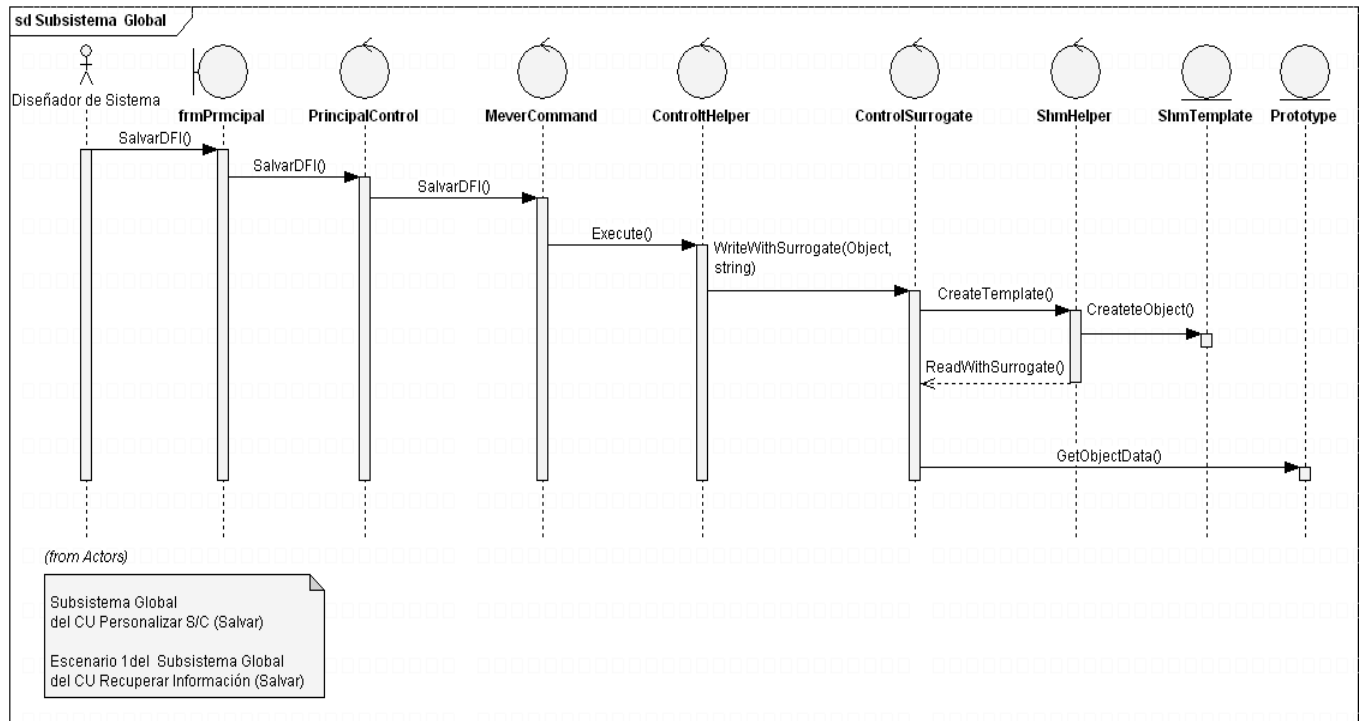 sd Subsistema Global
Diseñador de Sistema
frmPrmcipal
PrincipalControl
MeverCommand
ControltHelper
ControlSurrogate
ShmHelper
ShmTemplate
Prototype
SalvarDFI()
SalvarDFI()
SalvarDFI()
Execute()
WriteWithSurrogate(Object,
string)
CreateTemplate()
CreateteObject()
ReadWithSurrogate()
GetObjectData()
(from Actors)
Subsistema Global
del CU Personalizar S/C (Salvar)
Escenario 1del Subsistema Global
del CU Recuperar Información (Salvar)